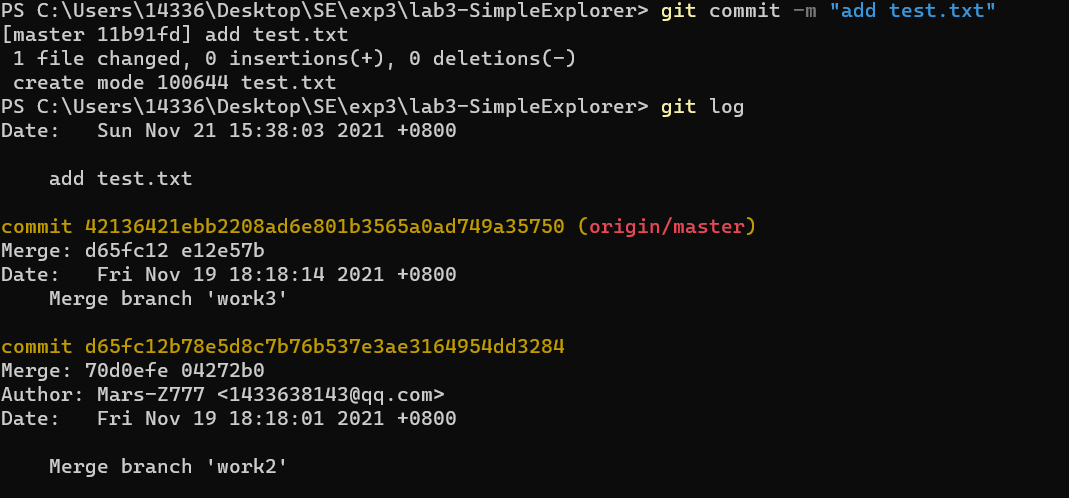 PS C:\Users\14336\Desktop\SE\exp3\lab3-SimpleExplorer> git commit -m "add test.txt"
[master 11b91fd] add test.txt
 1 file changed, 0 insertions(+), 0 deletions(-)
 create mode 100644 test.txt
PS C:\Users\14336\Desktop\SE\exp3\lab3-SimpleExplorer> git log
Date:   Sun Nov 21 15:38:03 2021 +0800
    add test.txt
commit 42136421ebb2208ad6e801b3565a0ad749a35750 (origin/master)
Merge: d65fc12 e12e57b
Date:   Fri Nov 19 18:18:14 2021 +0800
    Merge branch 'work3'
commit d65fc12b78e5d8c7b76b537e3ae3164954dd3284
Merge: 70d0efe 04272b0
Author: Mars-Z777 <1433638143@qq.com>
Date:   Fri Nov 19 18:18:01 2021 +0800
    Merge branch 'work2'